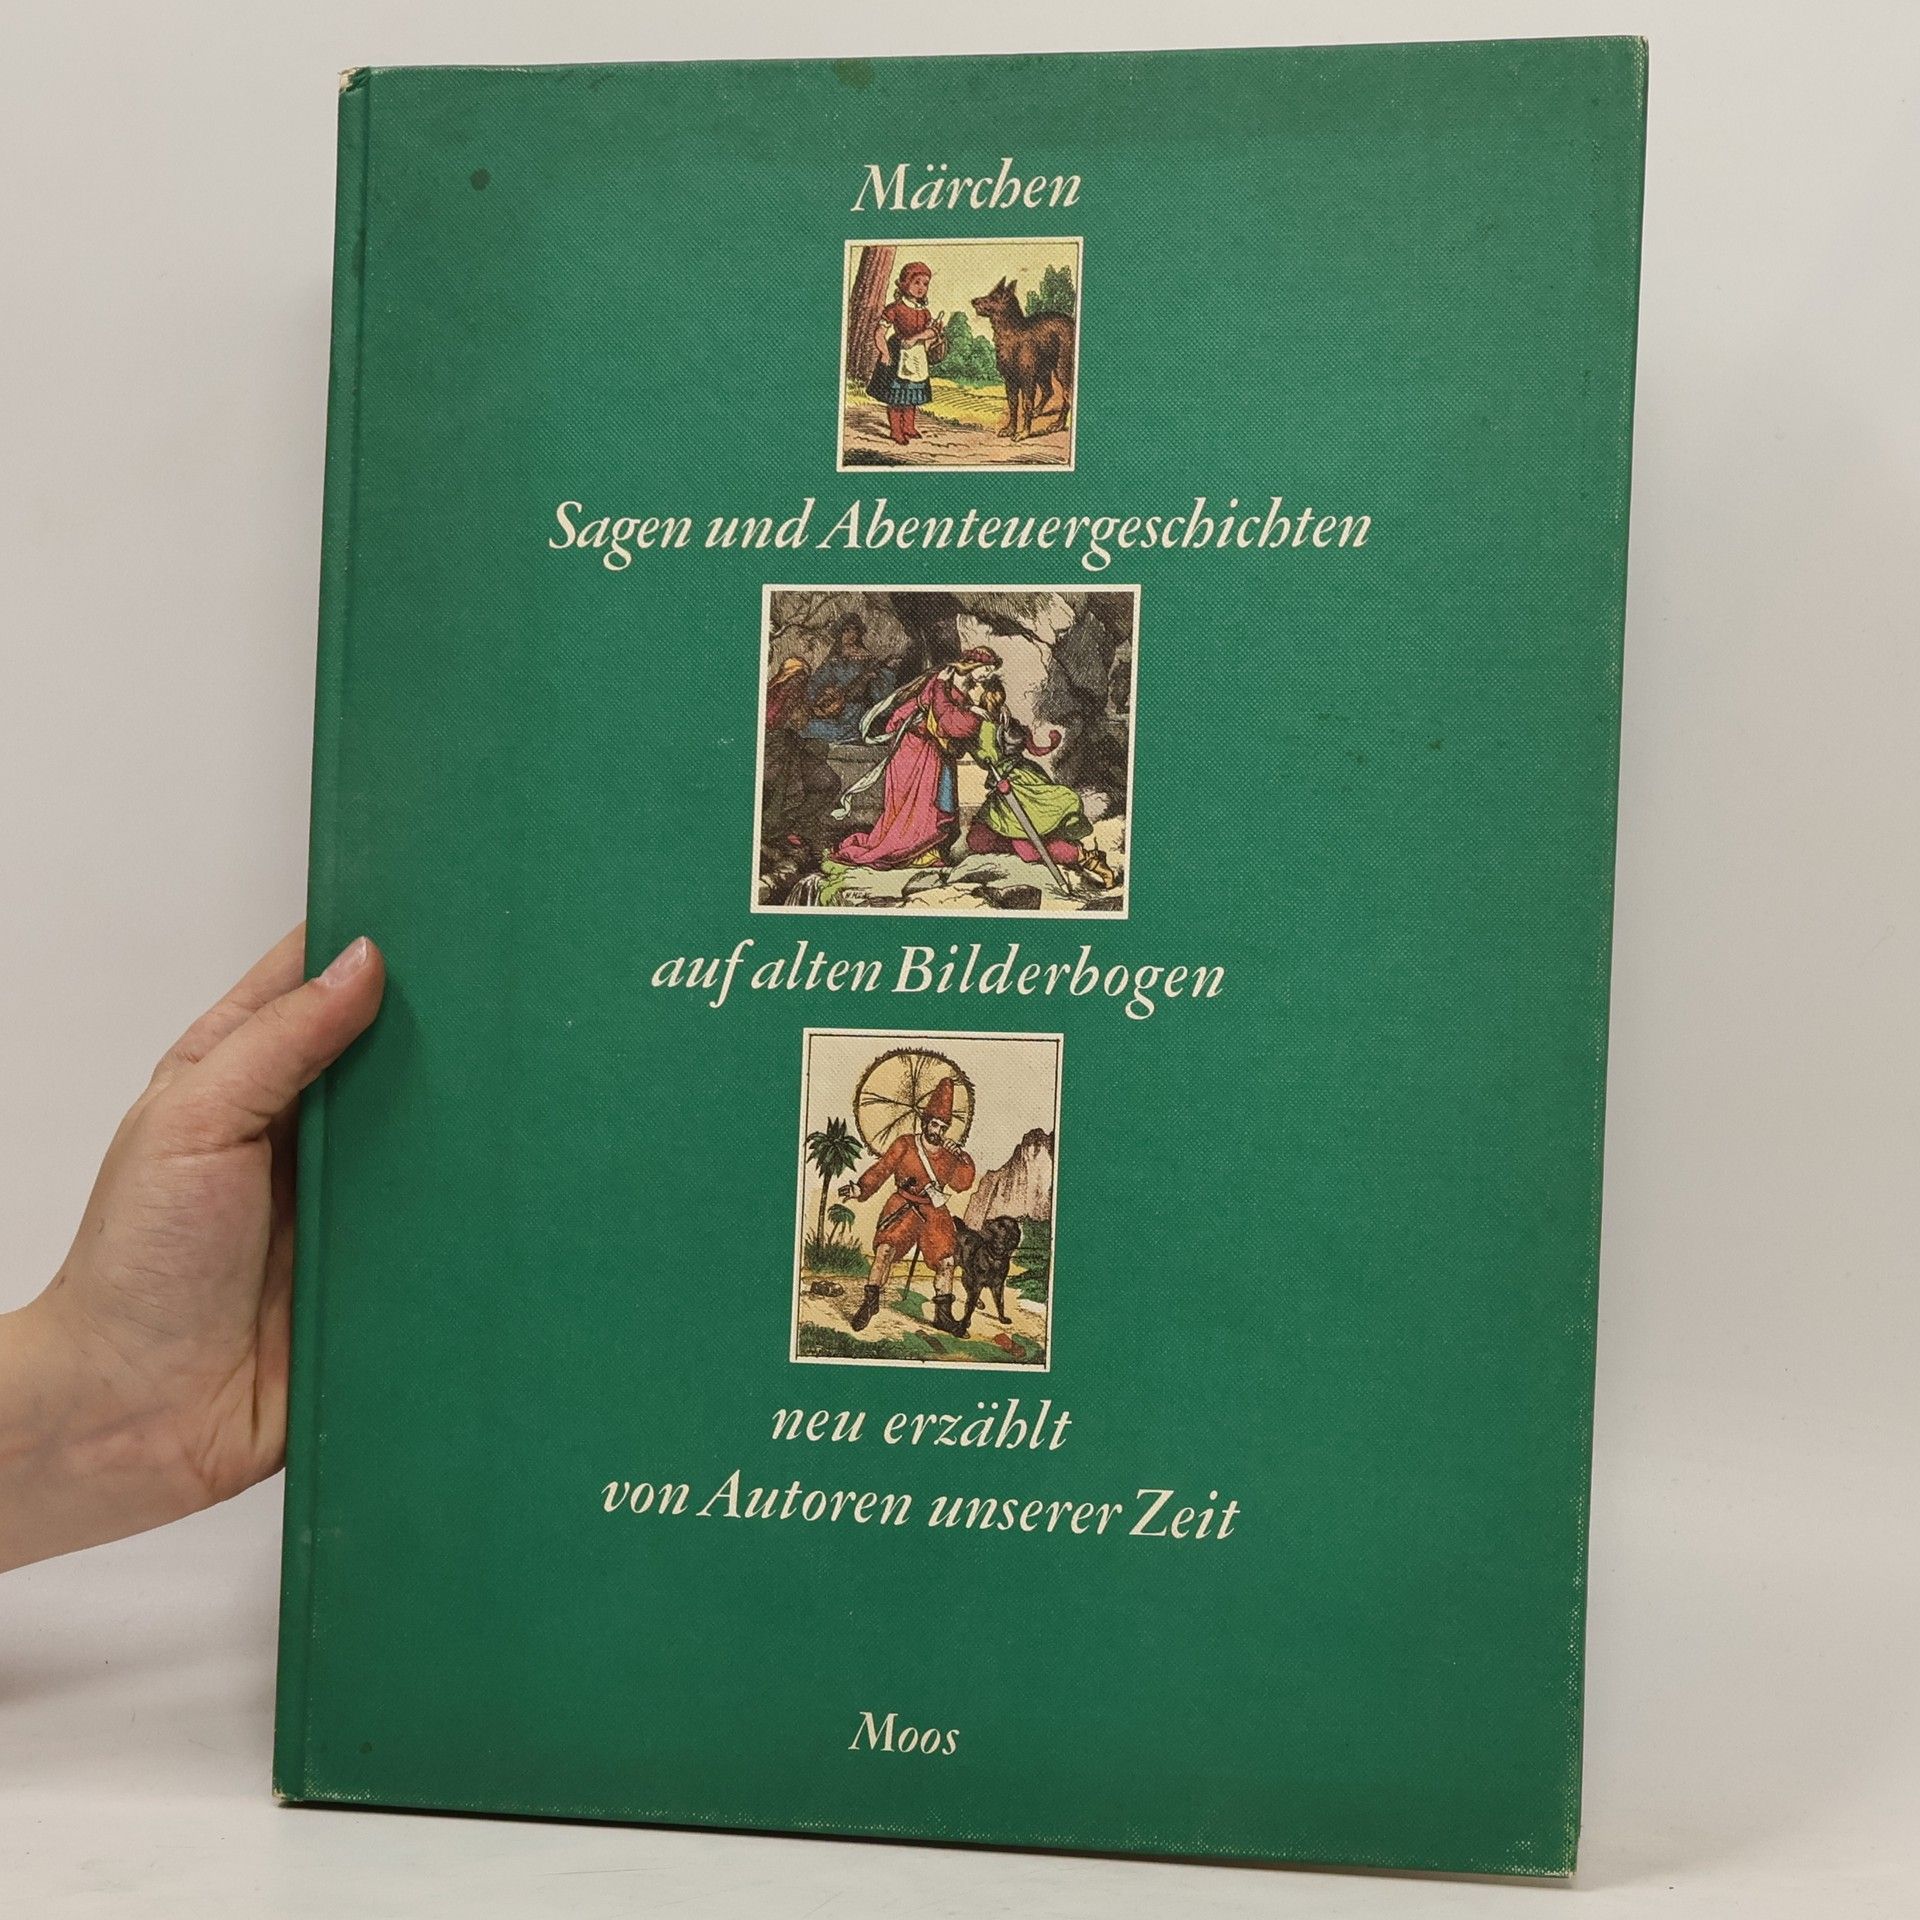 Märchen
Sagen und Abenteuergeschichten
auf alten Bilderbogen
neu erzählt
von Autoren unserer Zeit
Moos